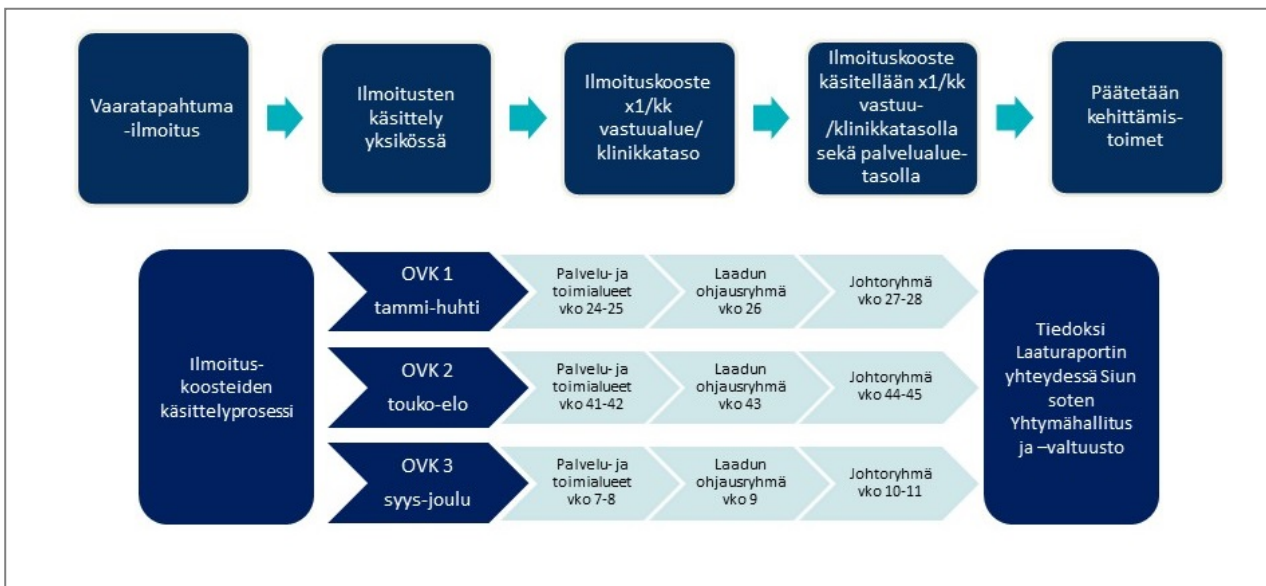 Vaaratapahtuma
-ilmoitus
Ilmoitusten
käsittely
yksikössä
Ilmoituskooste
x1/kk
vastuualue/
klinikkataso
Ilmoituskooste
käsitellään x1/kk
vastuu-
/klinikkatasolla
sekä palvelualue-
tasolla
Päätetään
kehittämis-
toimet
Ilmoitus-
koosteiden
käsittelyprosessi
OVK 1
tammi-huhti
Palvelu- ja
toimialueet
vko 24-25
Laadun
ohjausryhmä
vko 26
Johtoryhmä
vko 27-28
OVK 2
touko-elo
Palvelu- ja
toimialueet
vko 41-42
Laadun
ohjausryhmä
vko 43
Johtoryhmä
vko 44-45
OVK 3
syys-joulu
Palvelu- ja
toimialueet
vko 7-8
Laadun
ohjausryhmä
vko 9
Johtoryhmä
vko 10-11
Tiedoksi
Laaturaportin
yhteydessä Siun
soten
Yhtymähallitus
ja –valtuusto